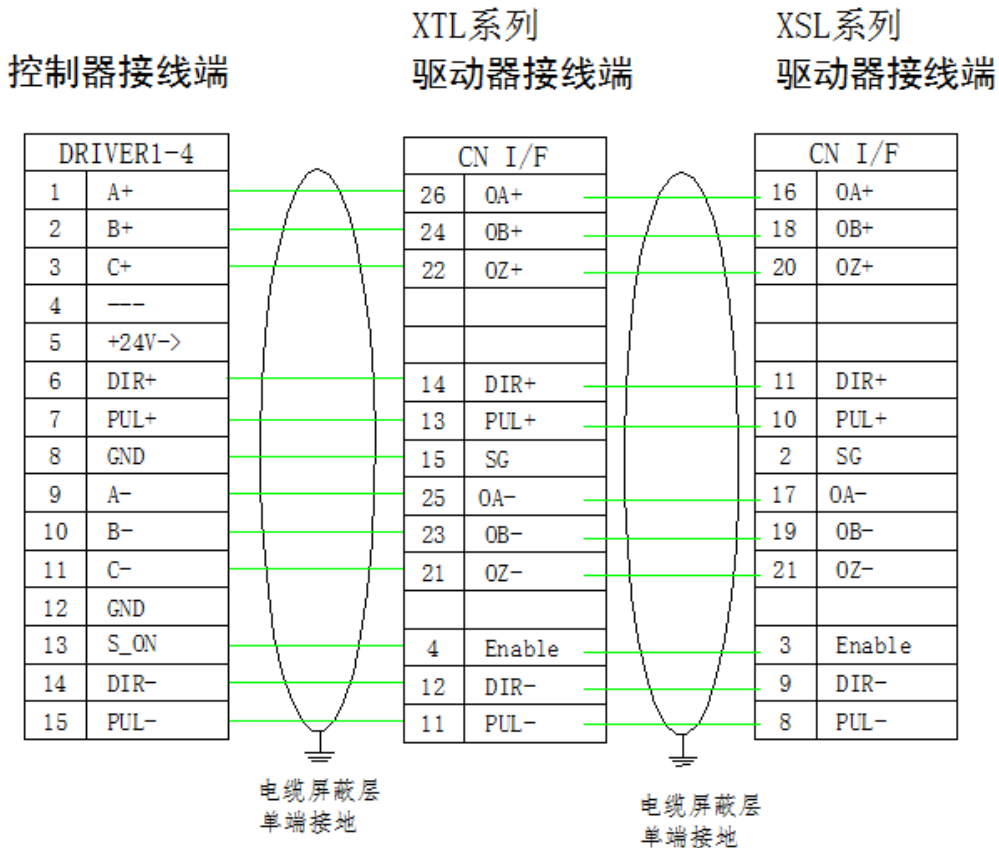 XTL系列
XSL系列
控制器接线端
驱动器接线端
驱动器接线端
DRIVER1-4
CN I/F
CN I/F
1 A+ 26 OA+ 16 OA+
2 B+ 24 OB+ 18 OB+
3 C+ 22 OZ+ 20 OZ+
4 ---
5 +24V->
6 DIR+ 14 DIR+ 11 DIR+
7 PUL+ 13 PUL+ 10 PUL+
8 GND 15 SG 2 SG
9 A- 25 OA- 17 OA-
10 B- 23 OB- 19 OB-
11 C- 21 OZ- 21 OZ-
12 GND
13 S_ON 4 Enable 3 Enable
14 DIR- 12 DIR- 9 DIR-
15 PUL- 11 PUL- 8 PUL-
电缆屏蔽层
单端接地
电缆屏蔽层
单端接地